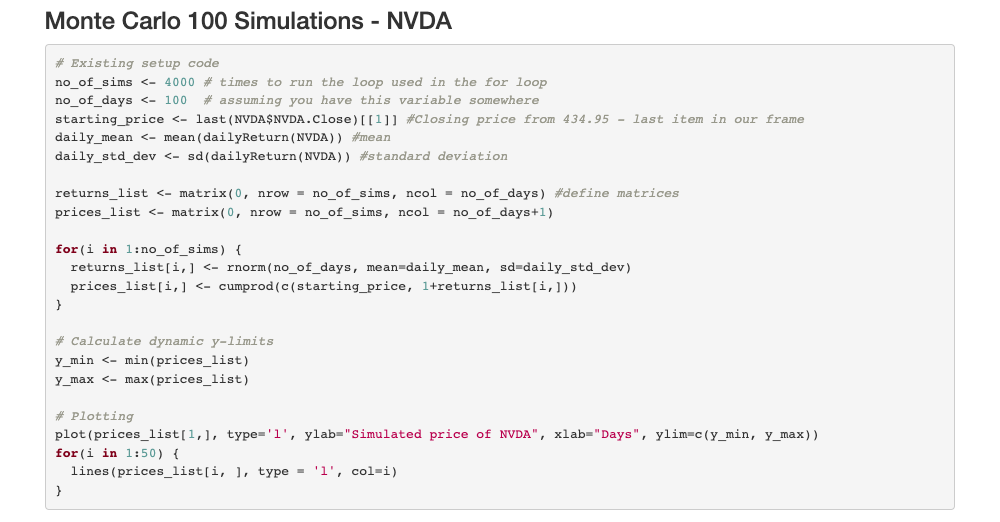 Monte Carlo 100 Simulations - NVDA
# Existing setup code
no_of_sims <- 4000 # times to run the loop used in the for loop
no_of_days <- 100  # assuming you have this variable somewhere
starting_price <- last(NVDA$NVDA.Close)[[1]] #Closing price from 434.95 - last item in our frame
daily_mean <- mean(dailyReturn(NVDA)) #mean
daily_std_dev <- sd(dailyReturn(NVDA)) #standard deviation

returns_list <- matrix(0, nrow = no_of_sims, ncol = no_of_days) #define matrices
prices_list <- matrix(0, nrow = no_of_sims, ncol = no_of_days+1)

for(i in 1:no_of_sims) {
  returns_list[i,] <- rnorm(no_of_days, mean=daily_mean, sd=daily_std_dev)
  prices_list[i,] <- cumprod(c(starting_price, 1+returns_list[i,]))
}

# Calculate dynamic y-limits
y_min <- min(prices_list)
y_max <- max(prices_list)

# Plotting
plot(prices_list[1,], type='l', ylab="Simulated price of NVDA", xlab="Days", ylim=c(y_min, y_max))
for(i in 1:50) {
  lines(prices_list[i, ], type = 'l', col=i)
}